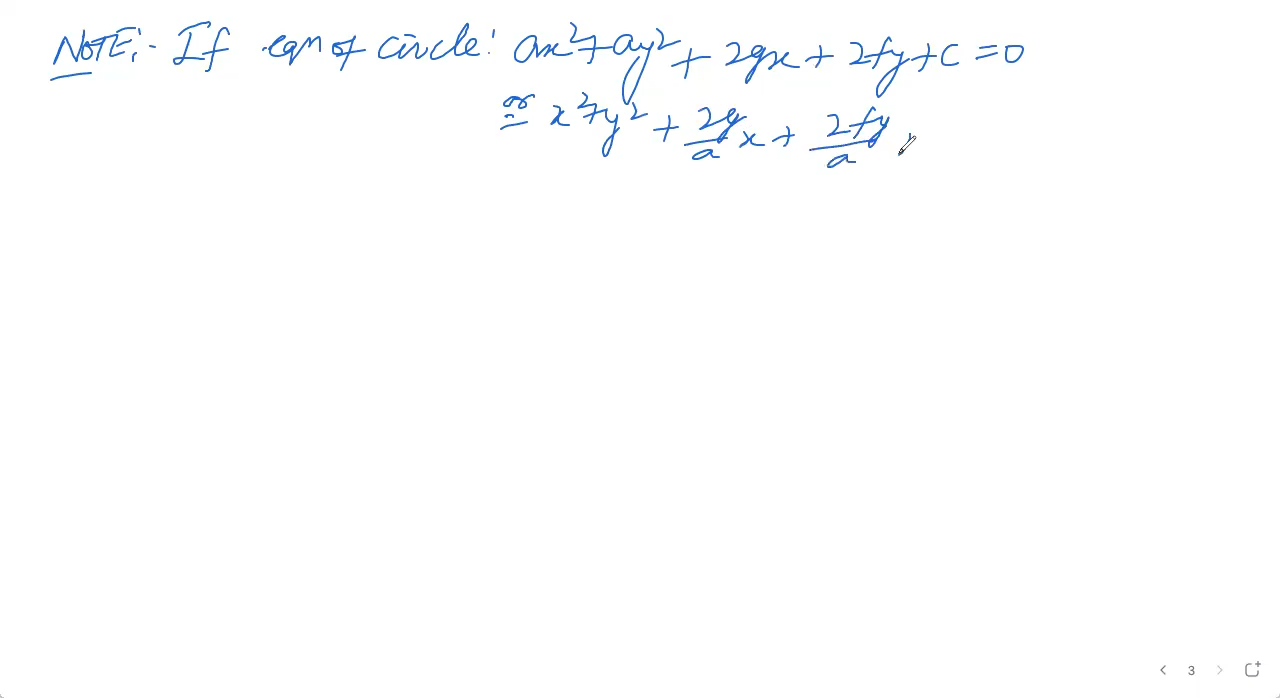 NOTE:- If eqn of circle: ax²+ay²+2gx+2fy+c=0
or x²+y²+2g/a x+2fy/a
3